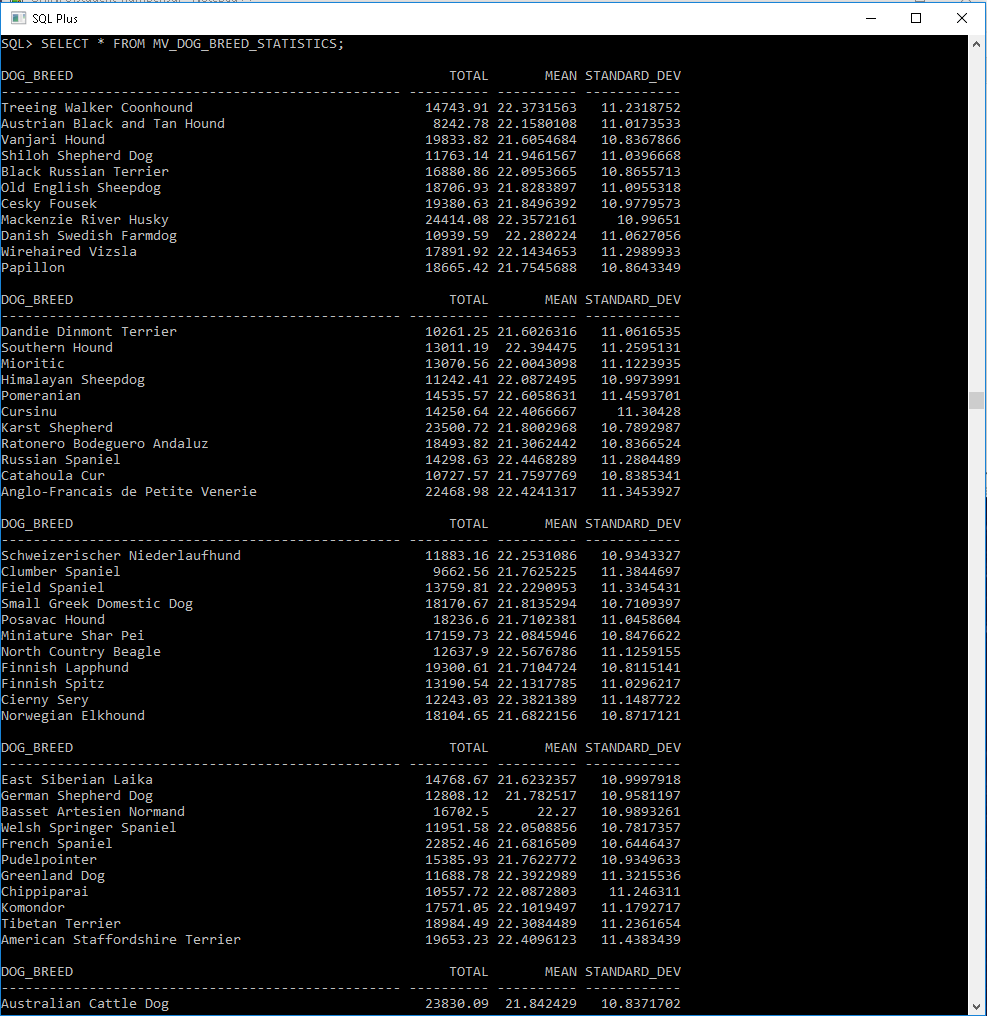 SQL Plus
SQL> SELECT * FROM MV_DOG_BREED_STATISTICS;
DOG_BREED TOTAL MEAN STANDARD_DEV
-------------------------------------------------- ---------- ---------- ------------
Treeing Walker Coonhound 14743.91 22.3731563 11.2318752
Austrian Black and Tan Hound 8242.78 22.1580108 11.0173533
Vanjari Hound 19833.82 21.6054684 10.8367866
Shiloh Shepherd Dog 11763.14 21.9461567 11.0396668
Black Russian Terrier 16880.86 22.0953665 10.8655713
Old English Sheepdog 18706.93 21.8283897 11.0955318
Cesky Fousek 19380.63 21.8496392 10.9779573
Mackenzie River Husky 24414.08 22.3572161 10.99651
Danish Swedish Farmdog 10939.59 22.280224 11.0627056
Wirehaired Vizsla 17891.92 22.1434653 11.2989933
Papillon 18665.42 21.7545688 10.8643349
DOG_BREED TOTAL MEAN STANDARD_DEV
-------------------------------------------------- ---------- ---------- ------------
Dandie Dinmont Terrier 10261.25 21.6026316 11.0616535
Southern Hound 13011.19 22.394475 11.2595131
Mioritic 13070.56 22.0043098 11.1223935
Himalayan Sheepdog 11242.41 22.0872495 10.9973991
Pomeranian 14535.57 22.6058631 11.4593701
Cursinu 14250.64 22.4066667 11.30428
Karst Shepherd 23500.72 21.8002968 10.7892987
Ratonero Bodeguero Andaluz 18493.82 21.3062442 10.8366524
Russian Spaniel 14298.63 22.4468289 11.2804489
Catahoula Cur 10727.57 21.7597769 10.8385341
Anglo-Francais de Petite Venerie 22468.98 22.4241317 11.3453927
DOG_BREED TOTAL MEAN STANDARD_DEV
-------------------------------------------------- ---------- ---------- ------------
Schweizerischer Niederlaufhund 11883.16 22.2531086 10.9343327
Clumber Spaniel 9662.56 21.7625225 11.3844697
Field Spaniel 13759.81 22.2290953 11.3345431
Small Greek Domestic Dog 18170.67 21.8135294 10.7109397
Posavac Hound 18236.6 21.7102381 11.0458604
Miniature Shar Pei 17159.73 22.0845946 10.8476622
North Country Beagle 12637.9 22.5676786 11.1259155
Finnish Lapphund 19300.61 21.7104724 10.8115141
Finnish Spitz 13190.54 22.1317785 11.0296217
Cierny Sery 12243.03 22.3821389 11.1487722
Norwegian Elkhound 18104.65 21.6822156 10.8717121
DOG_BREED TOTAL MEAN STANDARD_DEV
-------------------------------------------------- ---------- ---------- ------------
East Siberian Laika 14768.67 21.6232357 10.9997918
German Shepherd Dog 12808.12 21.782517 10.9581197
Basset Artesien Normand 16702.5 22.27 10.9893261
Welsh Springer Spaniel 11951.58 22.0508856 10.7817357
French Spaniel 22852.46 21.6816509 10.6446437
Pudelpointer 15385.93 21.7622772 10.9349633
Greenland Dog 11688.78 22.3922989 11.3215536
Chippiparai 10557.72 22.0872803 11.246311
Komondor 17571.05 22.1019497 11.1792717
Tibetan Terrier 18984.49 22.3084489 11.2361654
American Staffordshire Terrier 19653.23 22.4096123 11.4383439
DOG_BREED TOTAL MEAN STANDARD_DEV
-------------------------------------------------- ---------- ---------- ------------
Australian Cattle Dog 23830.09 21.842429 10.8371702